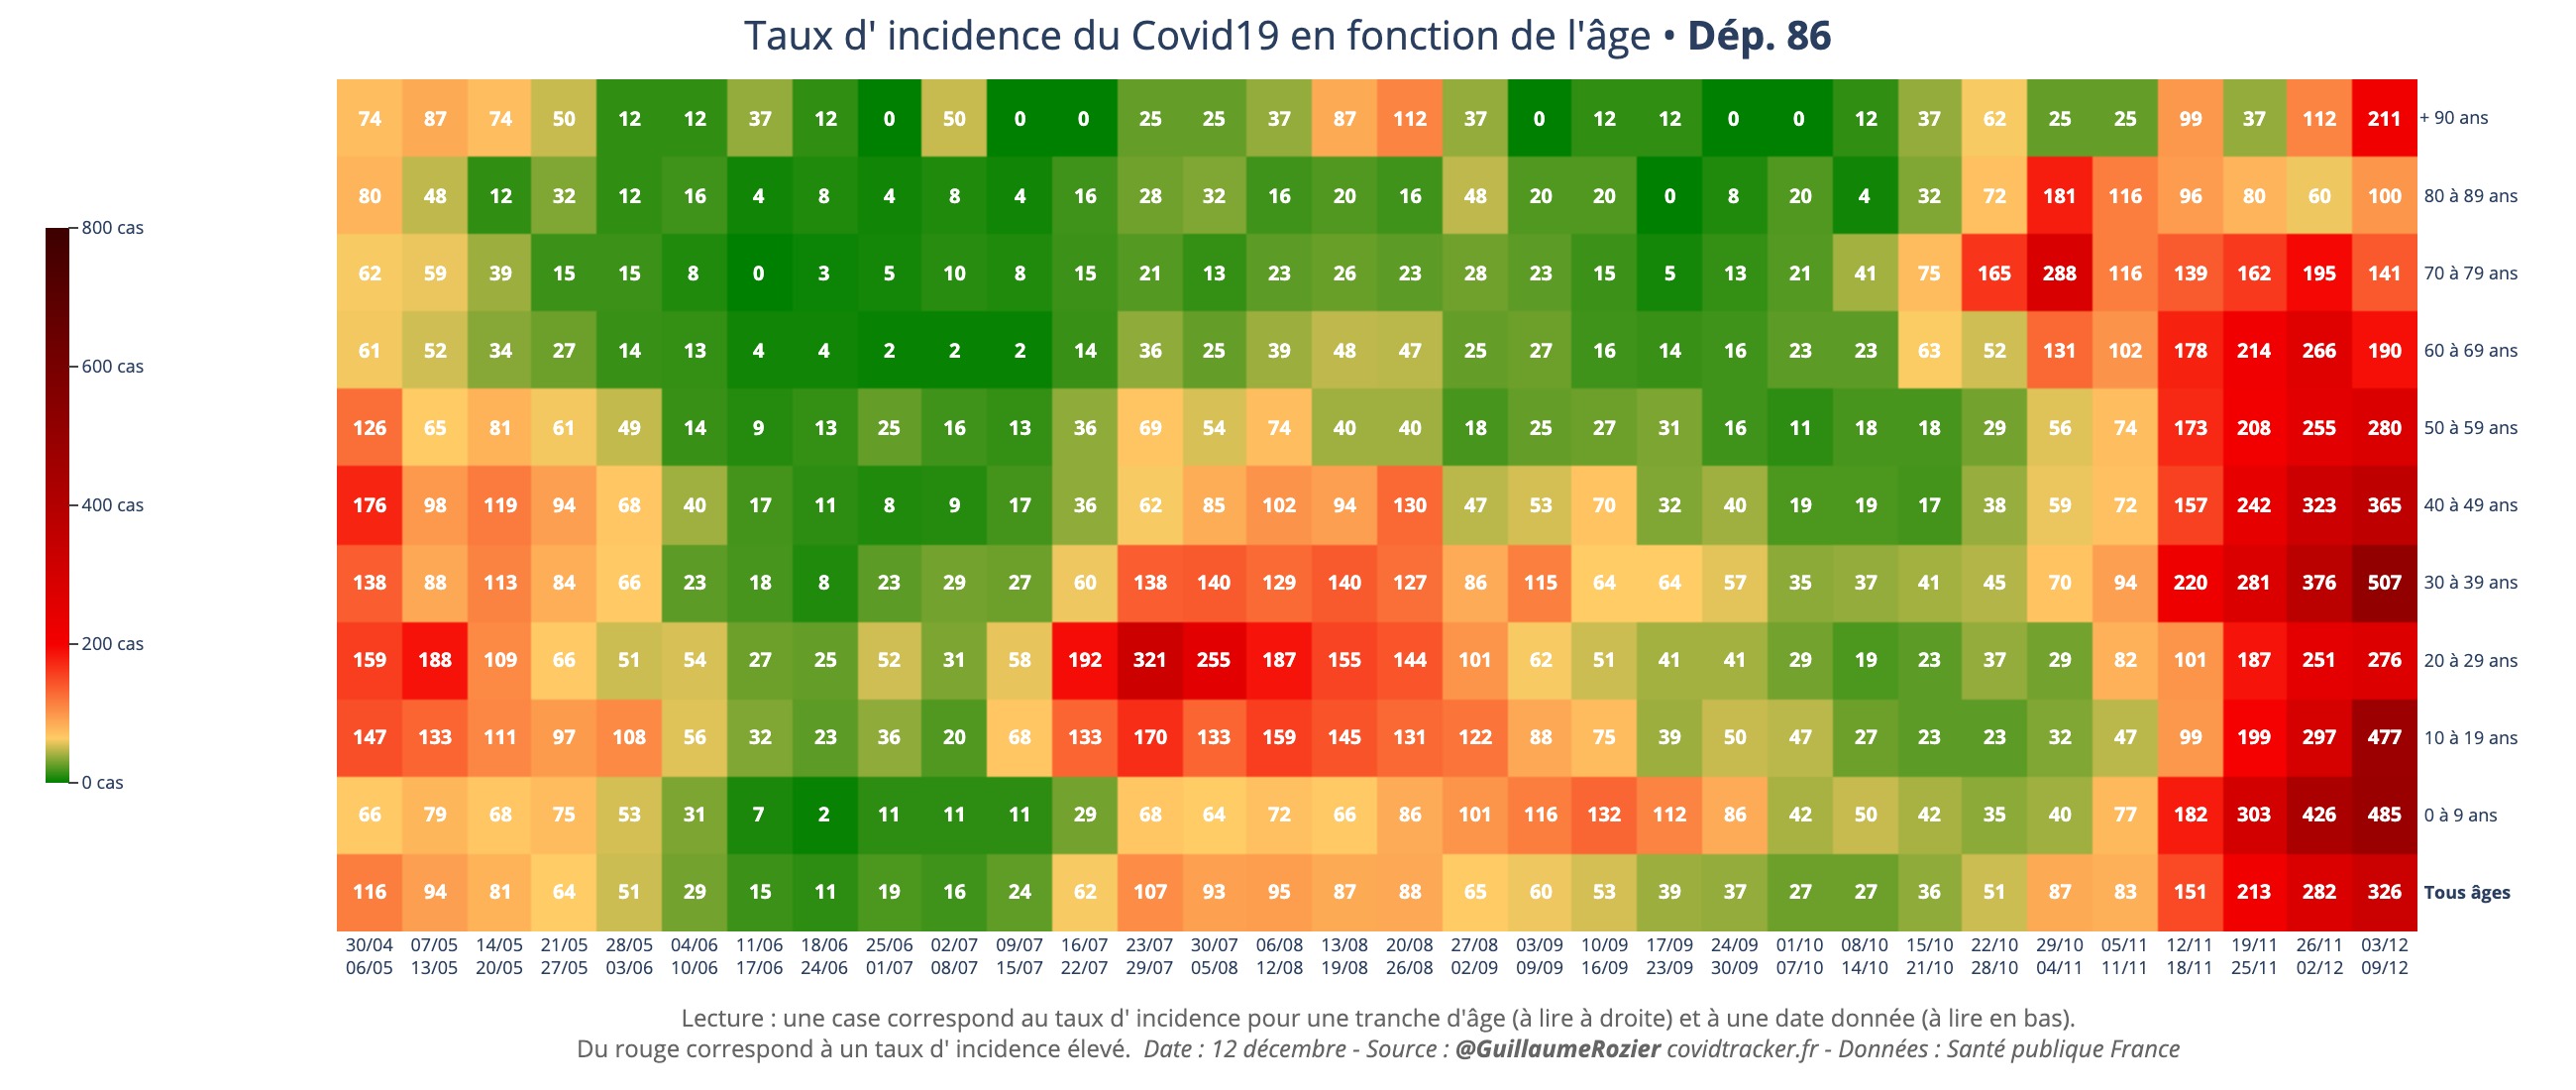 Taux d' incidence du Covid19 en fonction de l'âge • Dép. 86
800 cas
600 cas
400 cas
200 cas
0 cas
74 87 74 50 12 12 37 12 0 50 0 0 25 25 37 87 112 37 0 12 12 0 0 12 37 62 25 25 99 37 112 211 + 90 ans
80 48 12 32 12 16 4 8 4 8 4 16 28 32 16 20 16 48 20 20 0 8 20 4 32 72 181 116 96 80 60 100 80 à 89 ans
62 59 39 15 15 8 0 3 5 10 8 15 21 13 23 26 23 28 23 15 5 13 21 41 75 165 288 116 139 162 195 141 70 à 79 ans
61 52 34 27 14 13 4 4 2 2 2 14 36 25 39 48 47 25 27 16 14 16 23 23 63 52 131 102 178 214 266 190 60 à 69 ans
126 65 81 61 49 14 9 13 25 16 13 36 69 54 74 40 40 18 25 27 31 16 11 18 18 29 56 74 173 208 255 280 50 à 59 ans
176 98 119 94 68 40 17 11 8 9 17 36 62 85 102 94 130 47 53 70 32 40 19 19 17 38 59 72 157 242 323 365 40 à 49 ans
138 88 113 84 66 23 18 8 23 29 27 60 138 140 129 140 127 86 115 64 64 57 35 37 41 45 70 94 220 281 376 507 30 à 39 ans
159 188 109 66 51 54 27 25 52 31 58 192 321 255 187 155 144 101 62 51 41 41 29 19 23 37 29 82 101 187 251 276 20 à 29 ans
147 133 111 97 108 56 32 23 36 20 68 133 170 133 159 145 131 122 88 75 39 50 47 27 23 23 32 47 99 199 297 477 10 à 19 ans
66 79 68 75 53 31 7 2 11 11 11 29 68 64 72 66 86 101 116 132 112 86 42 50 42 35 40 77 182 303 426 485 0 à 9 ans
116 94 81 64 51 29 15 11 19 16 24 62 107 93 95 87 88 65 60 53 39 37 27 27 36 51 87 83 151 213 282 326 Tous âges
30/04 07/05 14/05 21/05 28/05 04/06 11/06 18/06 25/06 02/07 09/07 16/07 23/07 30/07 06/08 13/08 20/08 27/08 03/09 10/09 17/09 24/09 01/10 08/10 15/10 22/10 29/10 05/11 12/11 19/11 26/11 03/12
06/05 13/05 20/05 27/05 03/06 10/06 17/06 24/06 01/07 08/07 15/07 22/07 29/07 05/08 12/08 19/08 26/08 02/09 09/09 16/09 23/09 30/09 07/10 14/10 21/10 28/10 04/11 11/11 18/11 25/11 02/12 09/12
Lecture : une case correspond au taux d' incidence pour une tranche d'âge (à lire à droite) et à une date donnée (à lire en bas).
Du rouge correspond à un taux d' incidence élevé. Date : 12 décembre - Source : @GuillaumeRozier covidtracker.fr - Données : Santé publique France